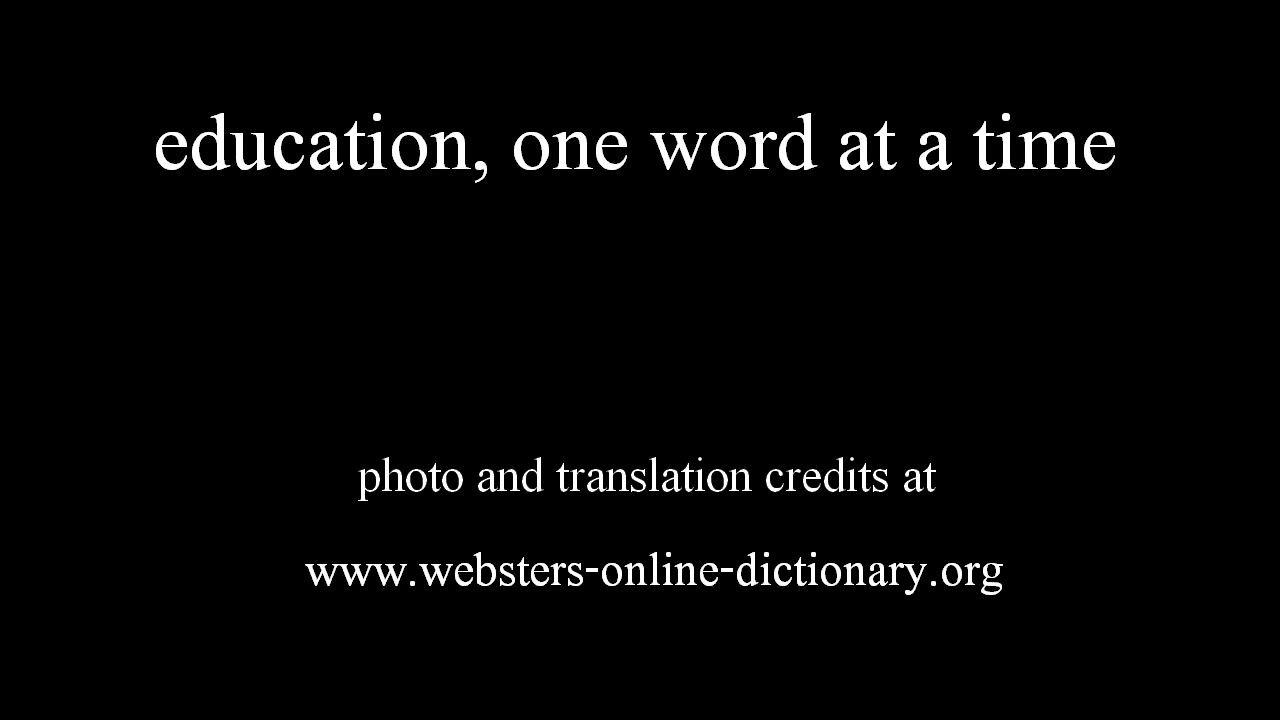 education, one word at a time
photo and translation credits at
www.websters-online-dictionary.org